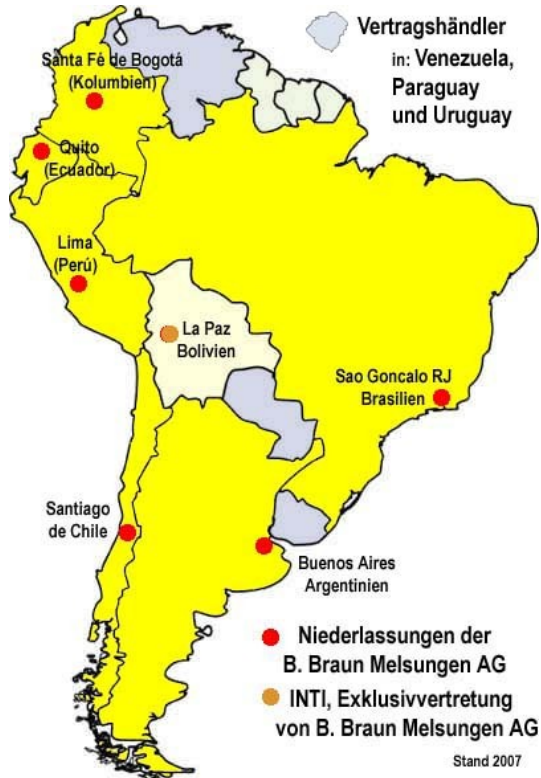 Vertragshändler
in: Venezuela,
Paraguay
und Uruguay
Santa Fé de Bogotá
(Kolumbien)
Quito
(Ecuador)
Lima
(Perú)
La Paz
Bolivien
Sao Goncalo RJ
Brasilien
Santiago
de Chile
Buenos Aires
Argentinien
Niederlassungen der
B. Braun Melsungen AG
INTI, Exklusivvertretung
von B. Braun Melsungen AG
Stand 2007